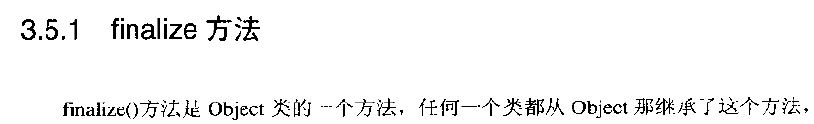 3.5.1 finalize 方法
finalize()方法是 Object 类的一个方法，任何一个类都从 Object 那继承了这个方法，